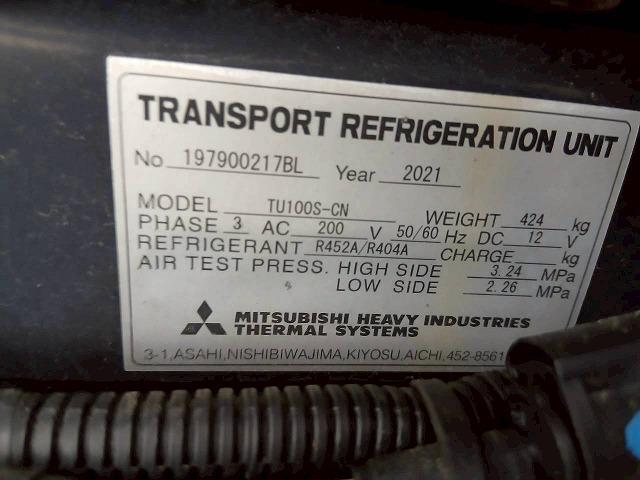 TRANSPORT REFRIGERATION UNIT
No 197900217BL Year 2021
MODEL TU100S-CN WEIGHT 424 kg
PHASE 3 AC 200 V 50/60 Hz DC 12 V
REFRIGERANT R452A/R404A CHARGE kg
AIR TEST PRESS. HIGH SIDE 3.24 MPa
LOW SIDE 2.26 MPa
MITSUBISHI HEAVY INDUSTRIES
THERMAL SYSTEMS
3-1,ASAHI,NISHIBIWAJIMA,KIYOSU,AICHI,452-8561